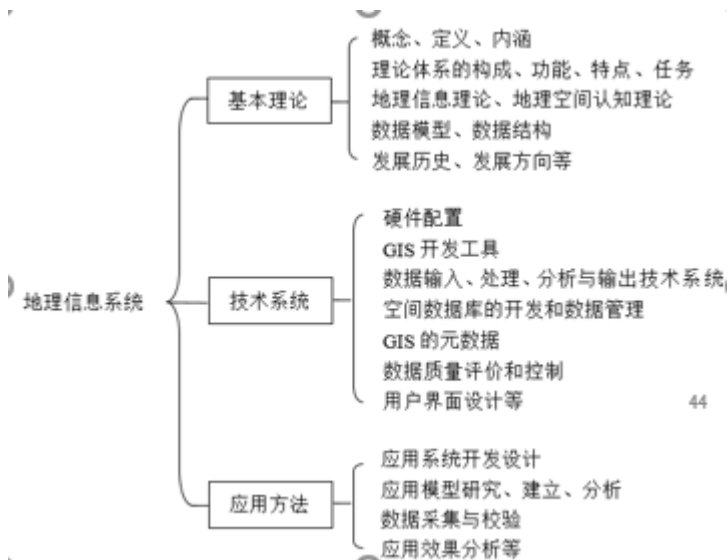 概念、定义、内涵
理论体系的构成、功能、特点、任务
基本理论
地理信息理论、地理空间认知理论
数据模型、数据结构
发展历史、发展方向等
硬件配置
GIS 开发工具
数据输入、处理、分析与输出技术系统
地理信息系统
技术系统
空间数据库的开发和数据管理
GIS 的元数据
数据质量评价和控制
用户界面设计等
44
应用系统开发设计
应用模型研究、建立、分析
应用方法
数据采集与校验
应用效果分析等